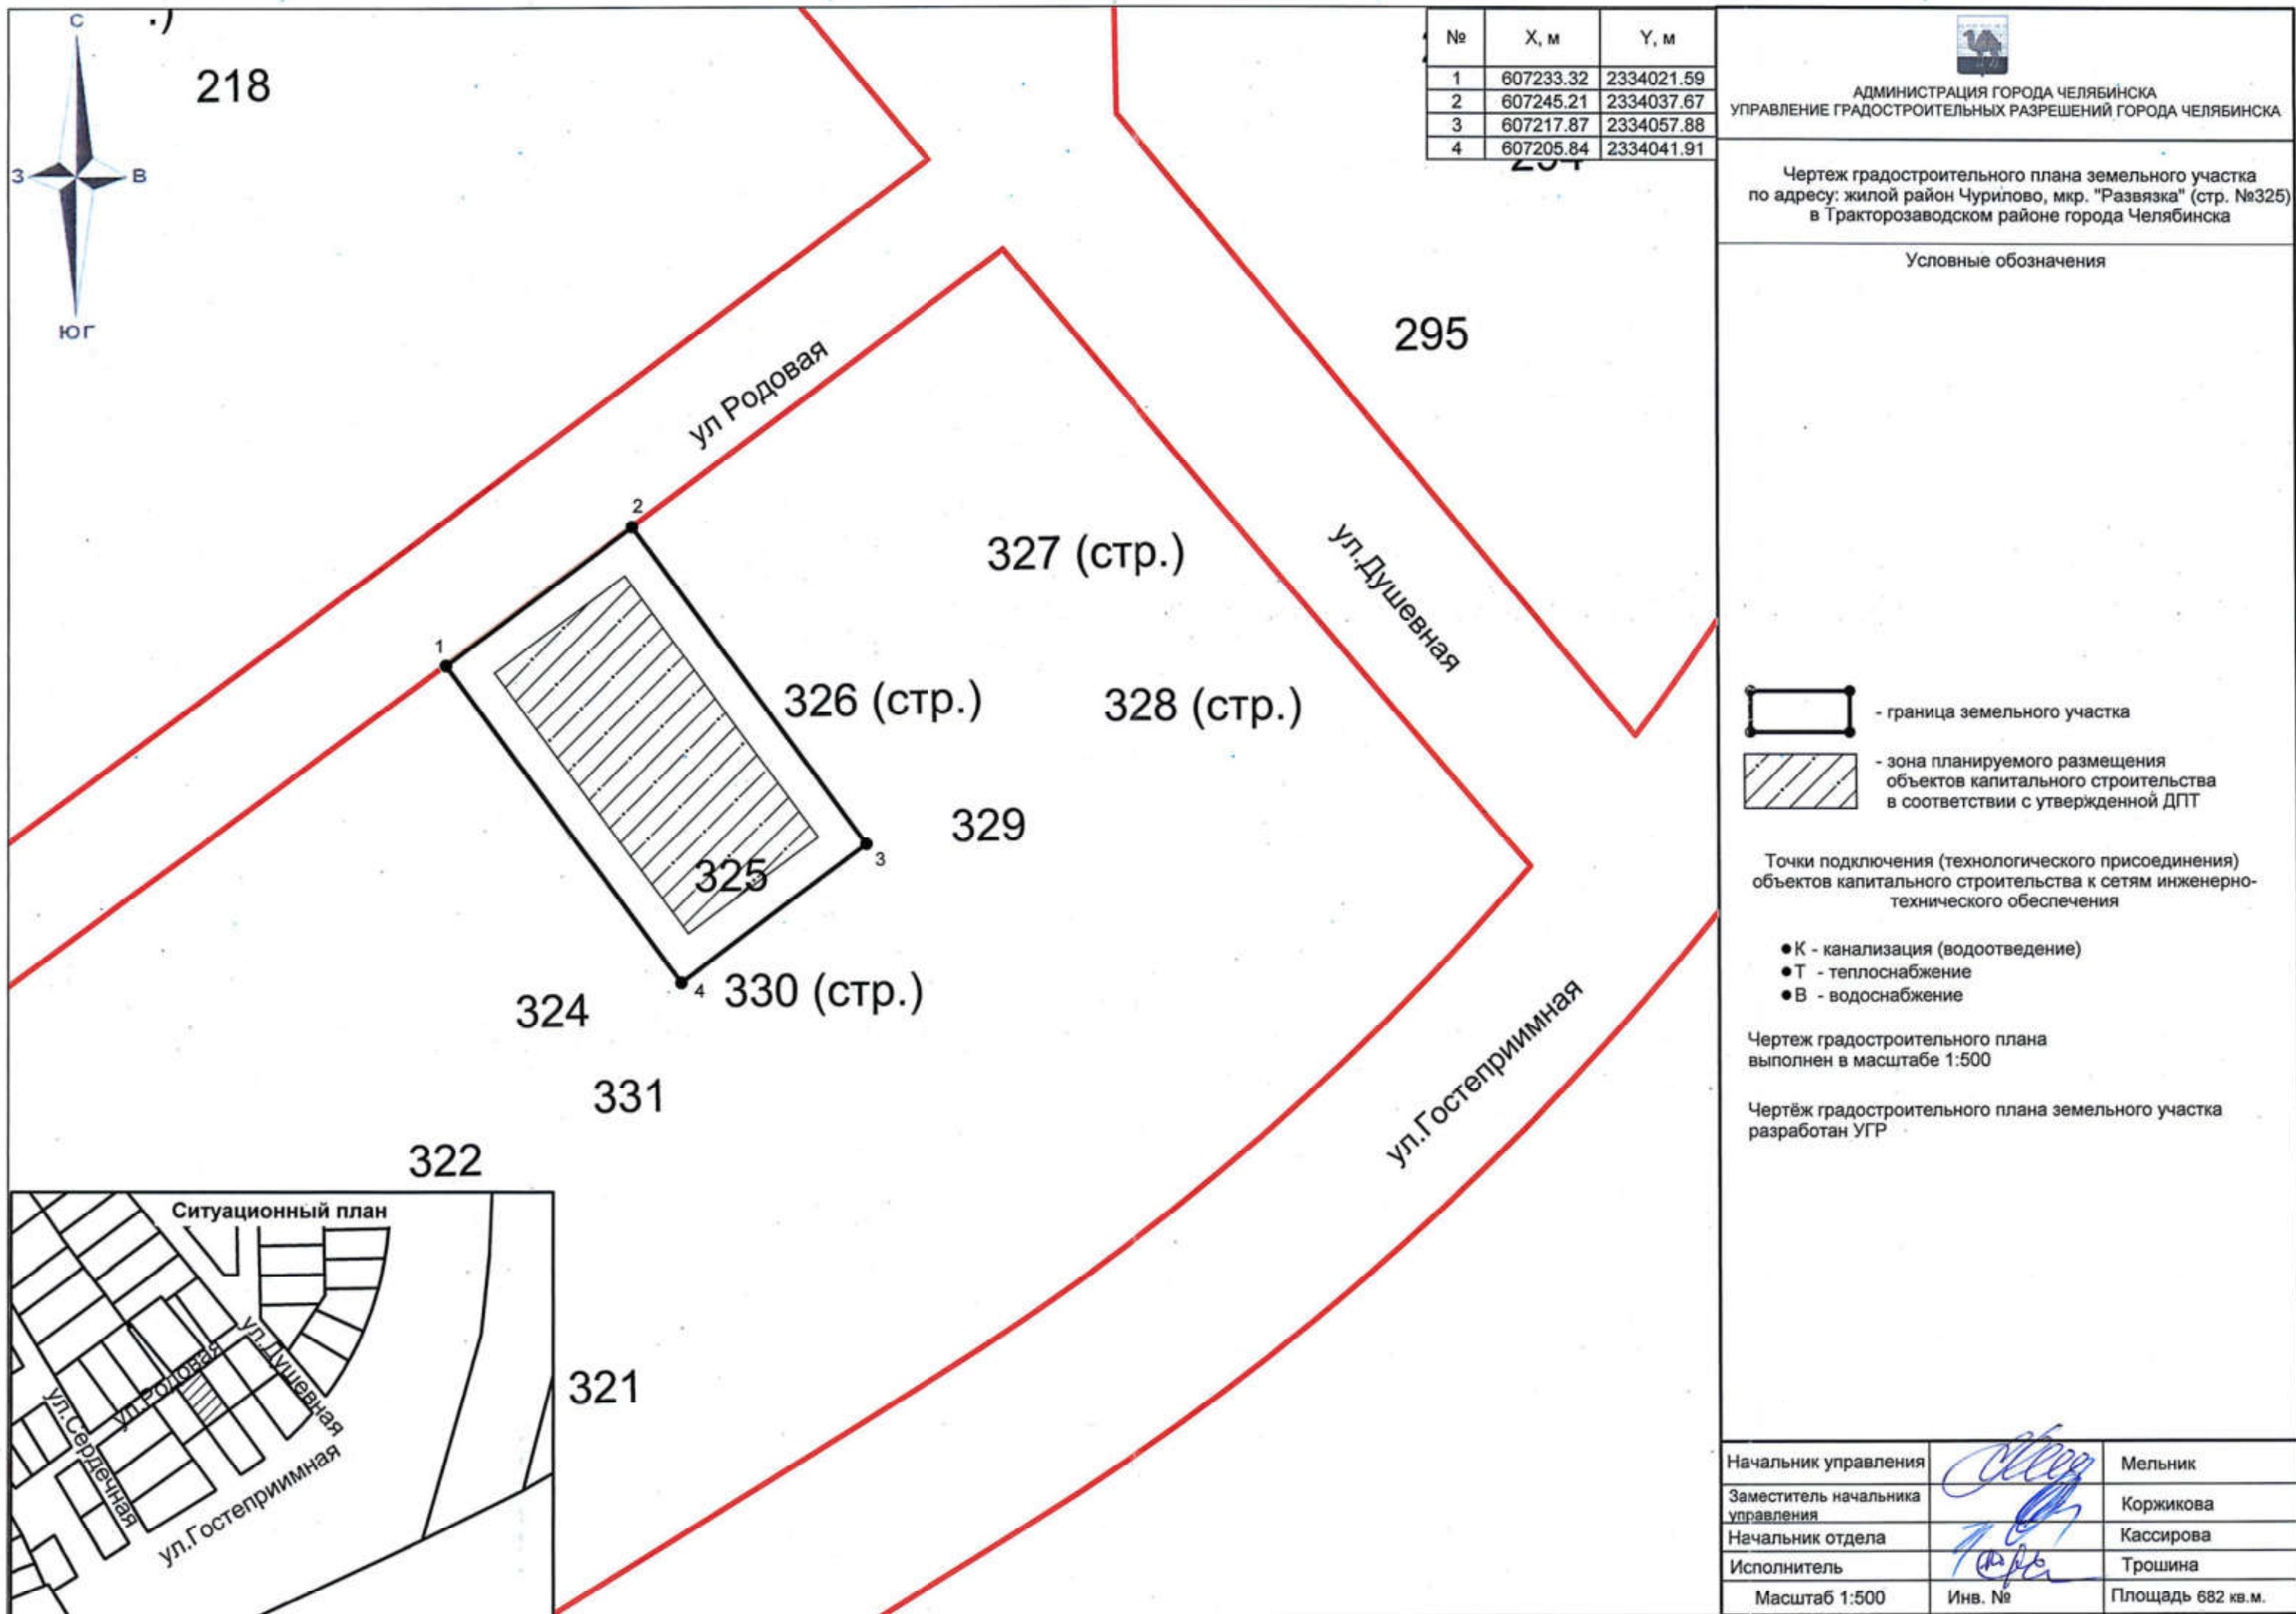 С
З
В
ЮГ
218
№ X, м Y, м
1 607233.32 2334021.59
2 607245.21 2334037.67
3 607217.87 2334057.88
4 607205.84 2334041.91
295
ул Родовая
2
327 (стр.)
ул.Душевная
1
326 (стр.)
328 (стр.)
329
3
325
4
330 (стр.)
324
331
ул.Гостеприимная
322
321
Ситуационный план
ул.Душевная
ул.Родовая
ул.Сердечная
ул.Гостеприимная
АДМИНИСТРАЦИЯ ГОРОДА ЧЕЛЯБИНСКА
УПРАВЛЕНИЕ ГРАДОСТРОИТЕЛЬНЫХ РАЗРЕШЕНИЙ ГОРОДА ЧЕЛЯБИНСКА
Чертеж градостроительного плана земельного участка
по адресу: жилой район Чурилово, мкр. "Развязка" (стр. №325)
в Тракторозаводском районе города Челябинска
Условные обозначения
- граница земельного участка
- зона планируемого размещения
объектов капитального строительства
в соответствии с утвержденной ДПТ
Точки подключения (технологического присоединения)
объектов капитального строительства к сетям инженерно-
технического обеспечения
●К - канализация (водоотведение)
●Т - теплоснабжение
●В - водоснабжение
Чертеж градостроительного плана
выполнен в масштабе 1:500
Чертёж градостроительного плана земельного участка
разработан УГР
Начальник управления Мельник
Заместитель начальника
управления Коржикова
Начальник отдела Кассирова
Исполнитель Трошина
Масштаб 1:500 Инв. № Площадь 682 кв.м.